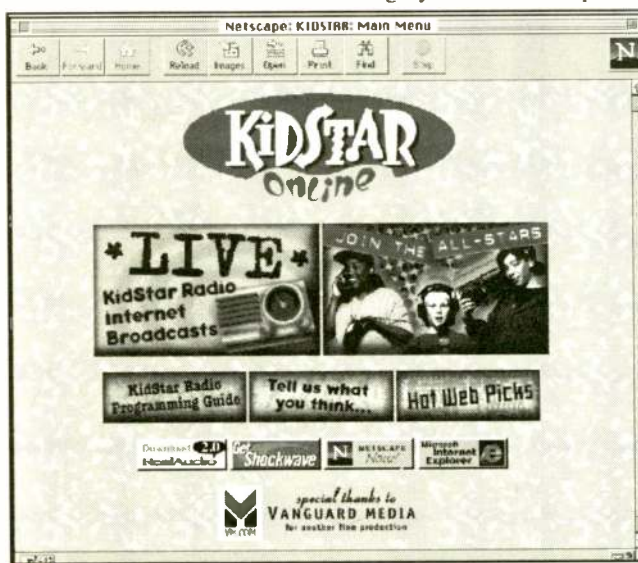 Netscape: KIDSTAR: Main Menu
Back Forward Home Reload Images Open Print Find Stop
N
KIDSTAR
online
LIVE
KidStar Radio
internet
Broadcasts
JOIN THE ALL-STARS
KidStar Radio
Programming Guide
Tell us what
you think...
Hot Web Picks
Download 2.0
RealAudio
Get
Shockwave
N NETSCAPE
Now!
Microsoft
Internet
Explorer
special thanks to
VANGUARD MEDIA
for another fine production